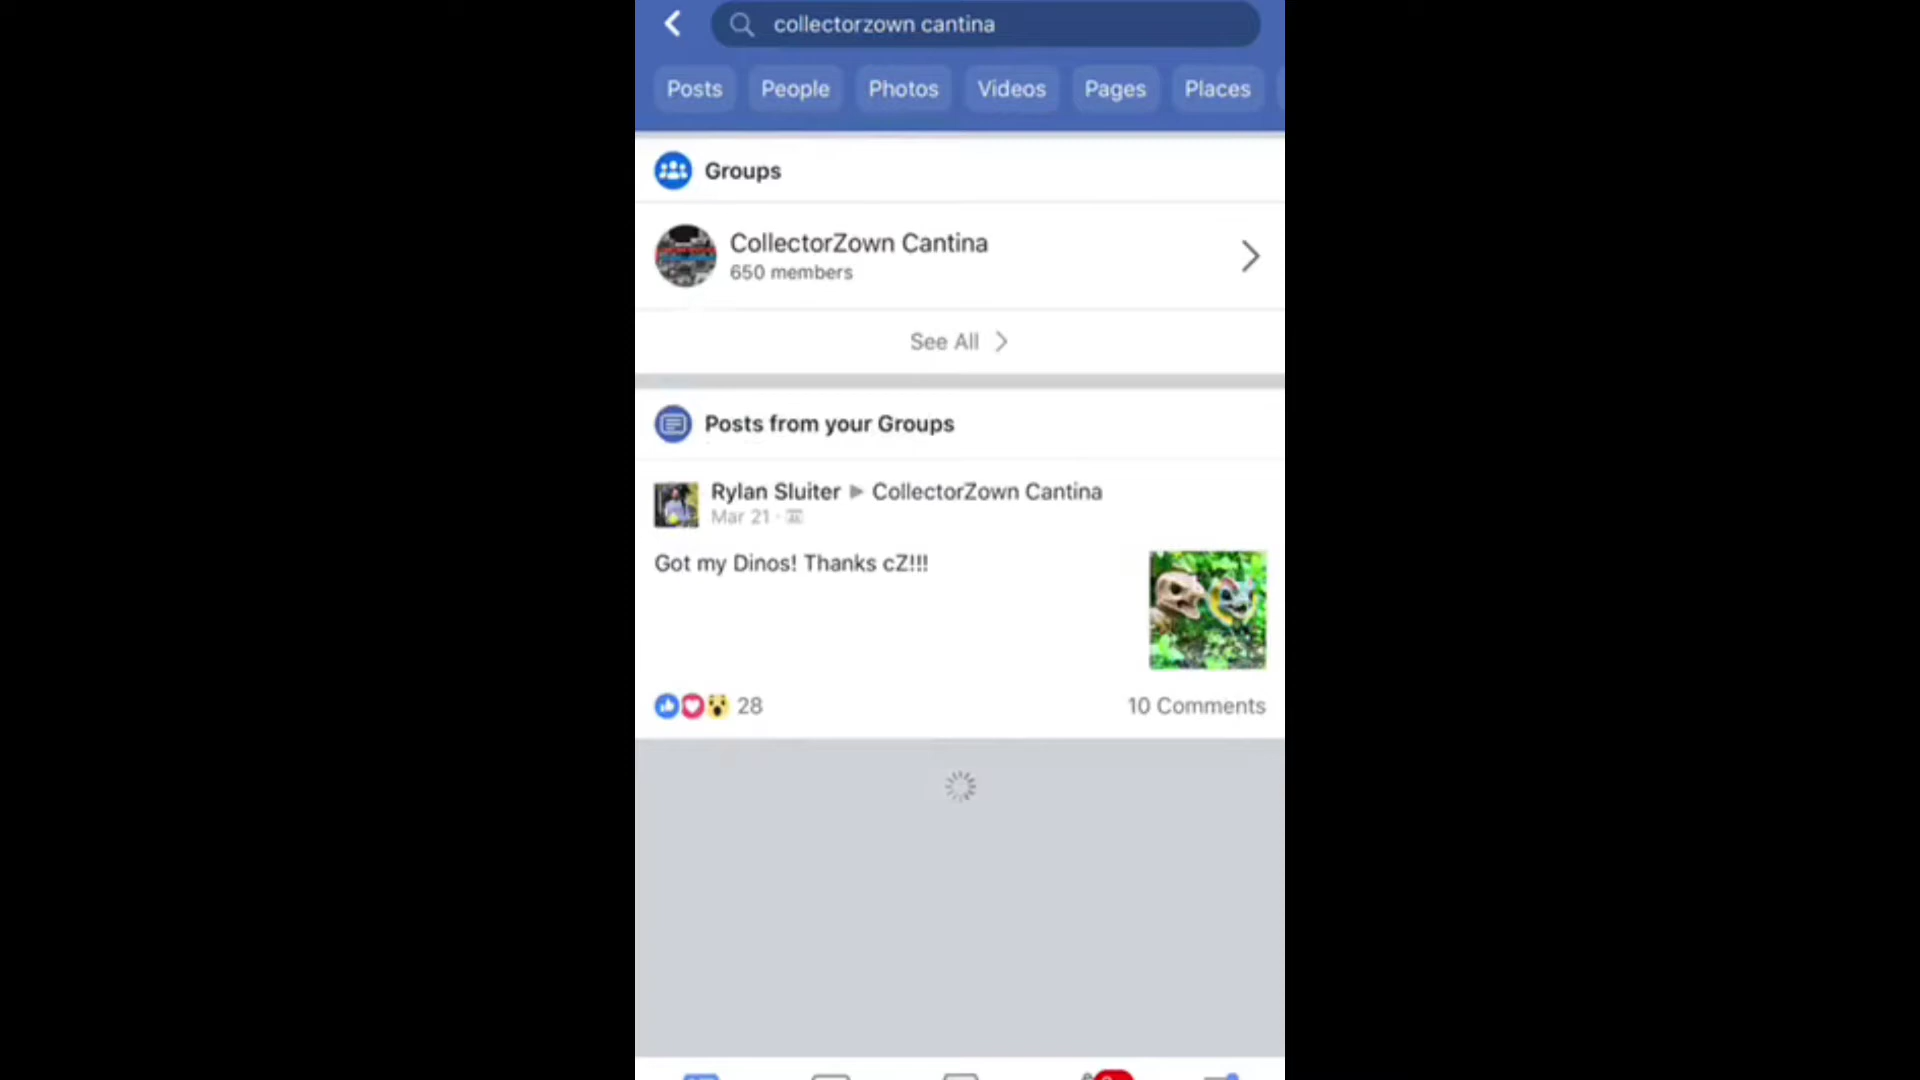 collectorzown cantina
Posts People Photos Videos Pages Places
Groups
CollectorZown Cantina
650 members
See All
Posts from your Groups
Rylan Sluiter ▶ CollectorZown Cantina
Mar 21 ·
Got my Dinos! Thanks cZ!!!
28 10 Comments